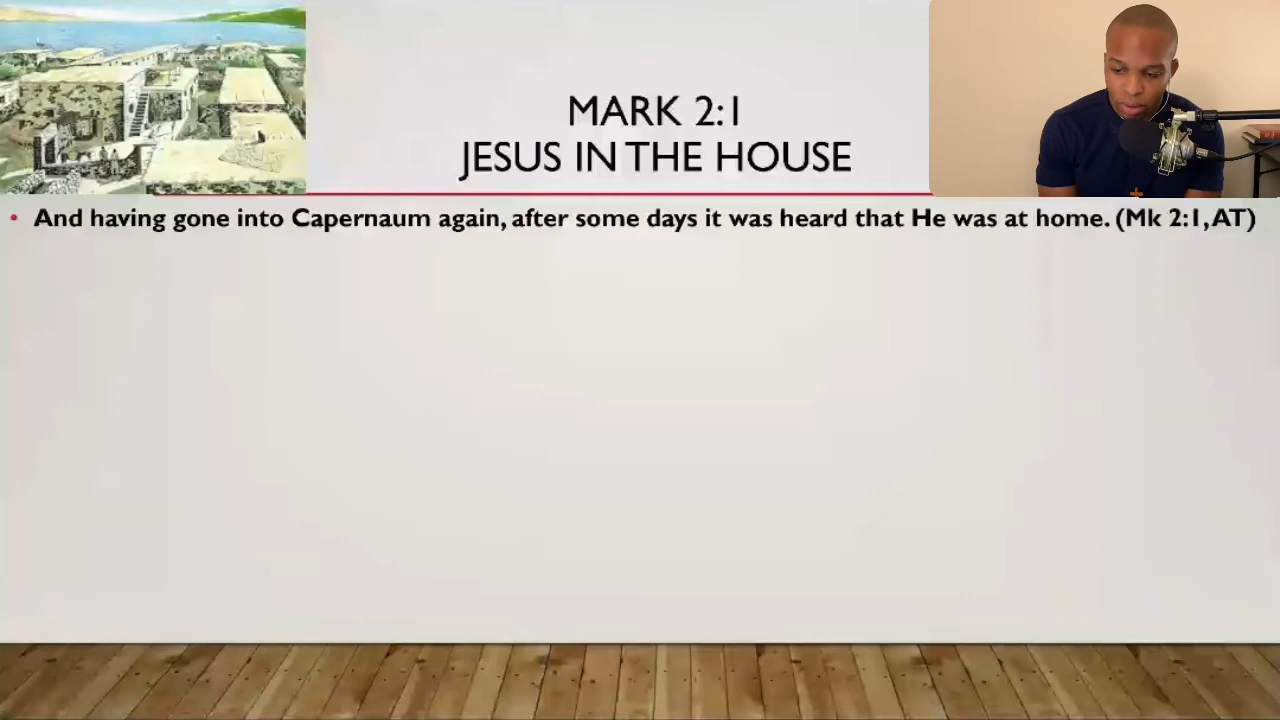 MARK 2:1
JESUS IN THE HOUSE
• And having gone into Capernaum again, after some days it was heard that He was at home. (Mk 2:1, AT)